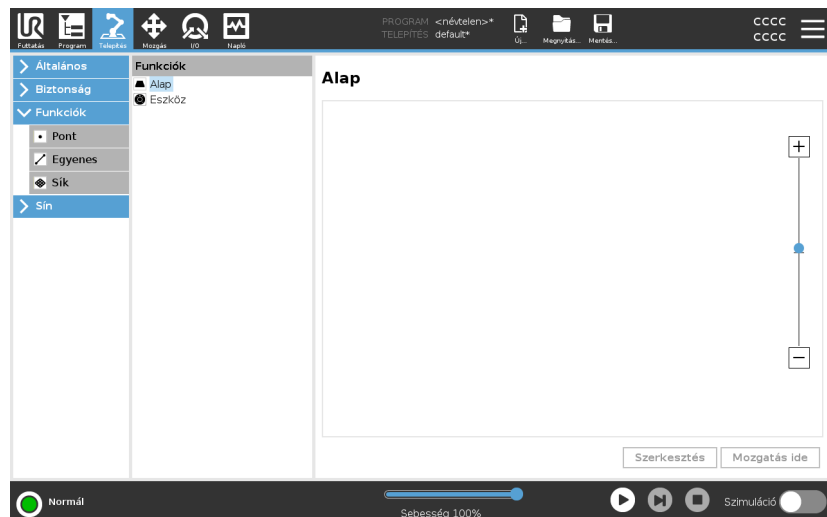 PROGRAM <névtelen>*
TELEPÍTÉS default*
cccc
cccc
Futtatás Program Telepítés Mozgás I/O Napló Új... Megnyitás... Mentés...
Általános
Biztonság
Funkciók
Pont
Egyenes
Sík
Sín
Funkciók
Alap
Eszköz
Alap
+
−
Szerkesztés Mozgatás ide
Normál
Sebesség 100%
Szimuláció